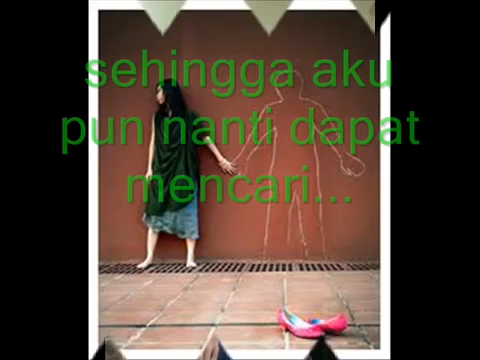 sehingga aku
pun nanti dapat
mencari...